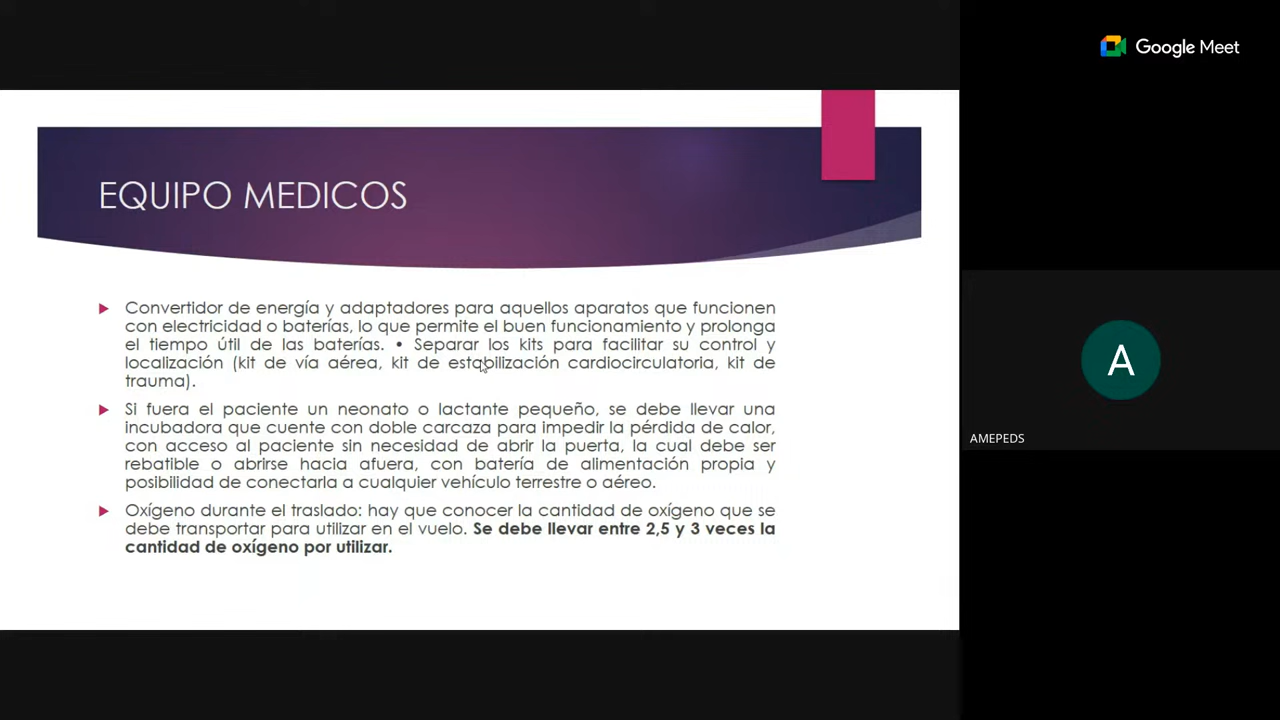 Google Meet
EQUIPO MEDICOS
Convertidor de energía y adaptadores para aquellos aparatos que funcionen
con electricidad o baterías, lo que permite el buen funcionamiento y prolonga
el tiempo útil de las baterías. • Separar los kits para facilitar su control y
localización (kit de vía aérea, kit de estabilización cardiocirculatoria, kit de
trauma).
Si fuera el paciente un neonato o lactante pequeño, se debe llevar una
incubadora que cuente con doble carcaza para impedir la pérdida de calor,
con acceso al paciente sin necesidad de abrir la puerta, la cual debe ser
rebatible o abrirse hacia afuera, con batería de alimentación propia y
posibilidad de conectarla a cualquier vehículo terrestre o aéreo.
Oxígeno durante el traslado: hay que conocer la cantidad de oxígeno que se
debe transportar para utilizar en el vuelo. Se debe llevar entre 2,5 y 3 veces la
cantidad de oxígeno por utilizar.
A
AMEPEDS